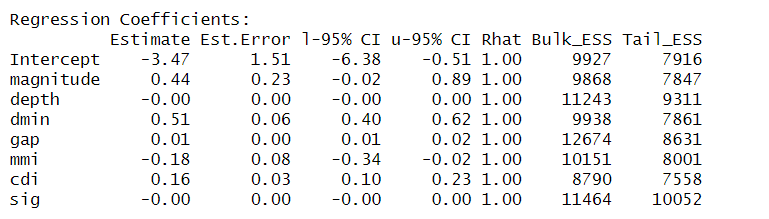 Regression Coefficients:
          Estimate Est.Error l-95% CI u-95% CI Rhat Bulk_ESS Tail_ESS
Intercept    -3.47      1.51    -6.38    -0.51 1.00     9927     7916
magnitude     0.44      0.23    -0.02     0.89 1.00     9868     7847
depth        -0.00      0.00    -0.00     0.00 1.00    11243     9311
dmin          0.51      0.06     0.40     0.62 1.00     9938     7861
gap           0.01      0.00     0.01     0.02 1.00    12674     8631
mmi          -0.18      0.08    -0.34    -0.02 1.00    10151     8001
cdi           0.16      0.03     0.10     0.23 1.00     8790     7558
sig          -0.00      0.00    -0.00     0.00 1.00    11464    10052